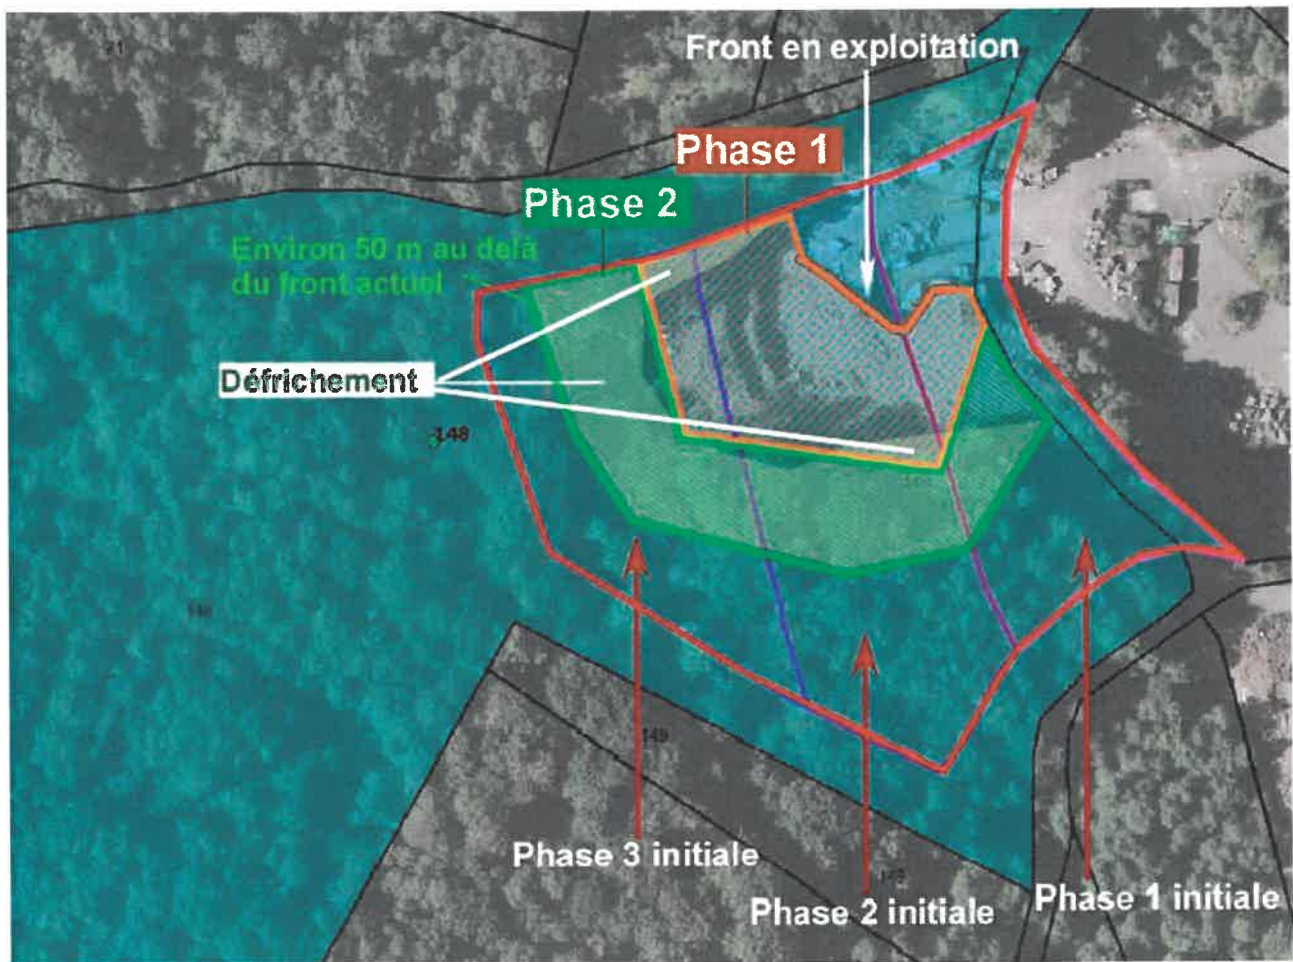 Front en exploitation
Phase 1
Phase 2
Environ 50 m au delà
du front actuel
Défrichement
148
149
Phase 3 initiale
Phase 2 initiale
Phase 1 initiale